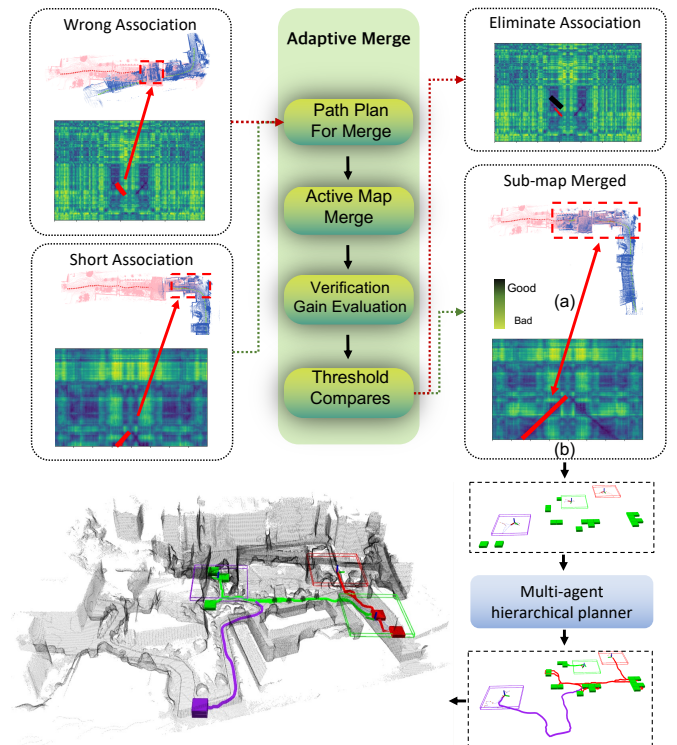 Wrong Association
Short Association
Adaptive Merge
Path Plan
For Merge
Active Map
Merge
Verification
Gain Evaluation
Threshold
Compares
Eliminate Association
Sub-map Merged
Good
(a)
Bad
(b)
Multi-agent
hierarchical planner